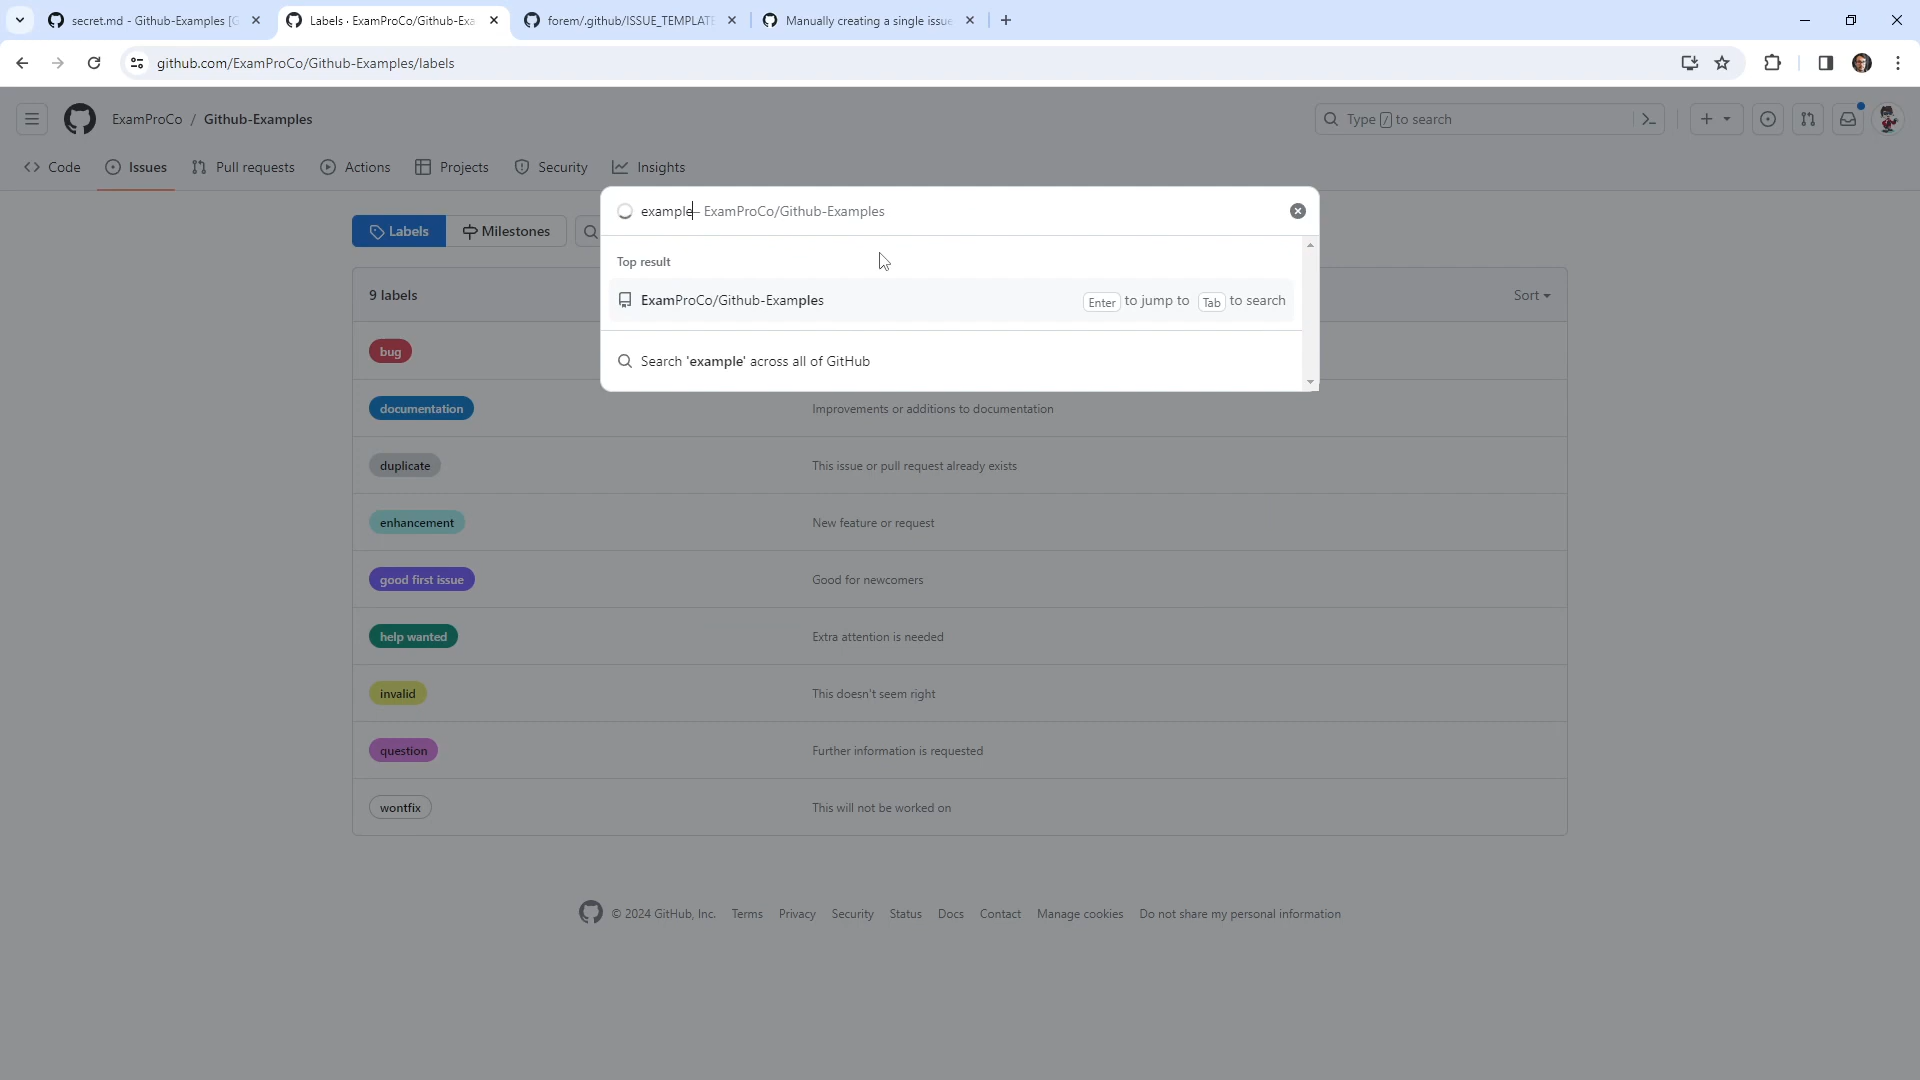 secret.md - Github-Examples [G
Labels · ExamProCo/Github-Exa
forem/.github/ISSUE_TEMPLATE
Manually creating a single issue
github.com/ExamProCo/Github-Examples/labels
ExamProCo / Github-Examples
Type / to search
Code
Issues
Pull requests
Actions
Projects
Security
Insights
example – ExamProCo/Github-Examples
Labels
Milestones
Top result
ExamProCo/Github-Examples
Enter to jump to Tab to search
Search 'example' across all of GitHub
9 labels
Sort
bug
documentation
Improvements or additions to documentation
duplicate
This issue or pull request already exists
enhancement
New feature or request
good first issue
Good for newcomers
help wanted
Extra attention is needed
invalid
This doesn't seem right
question
Further information is requested
wontfix
This will not be worked on
© 2024 GitHub, Inc.
Terms
Privacy
Security
Status
Docs
Contact
Manage cookies
Do not share my personal information